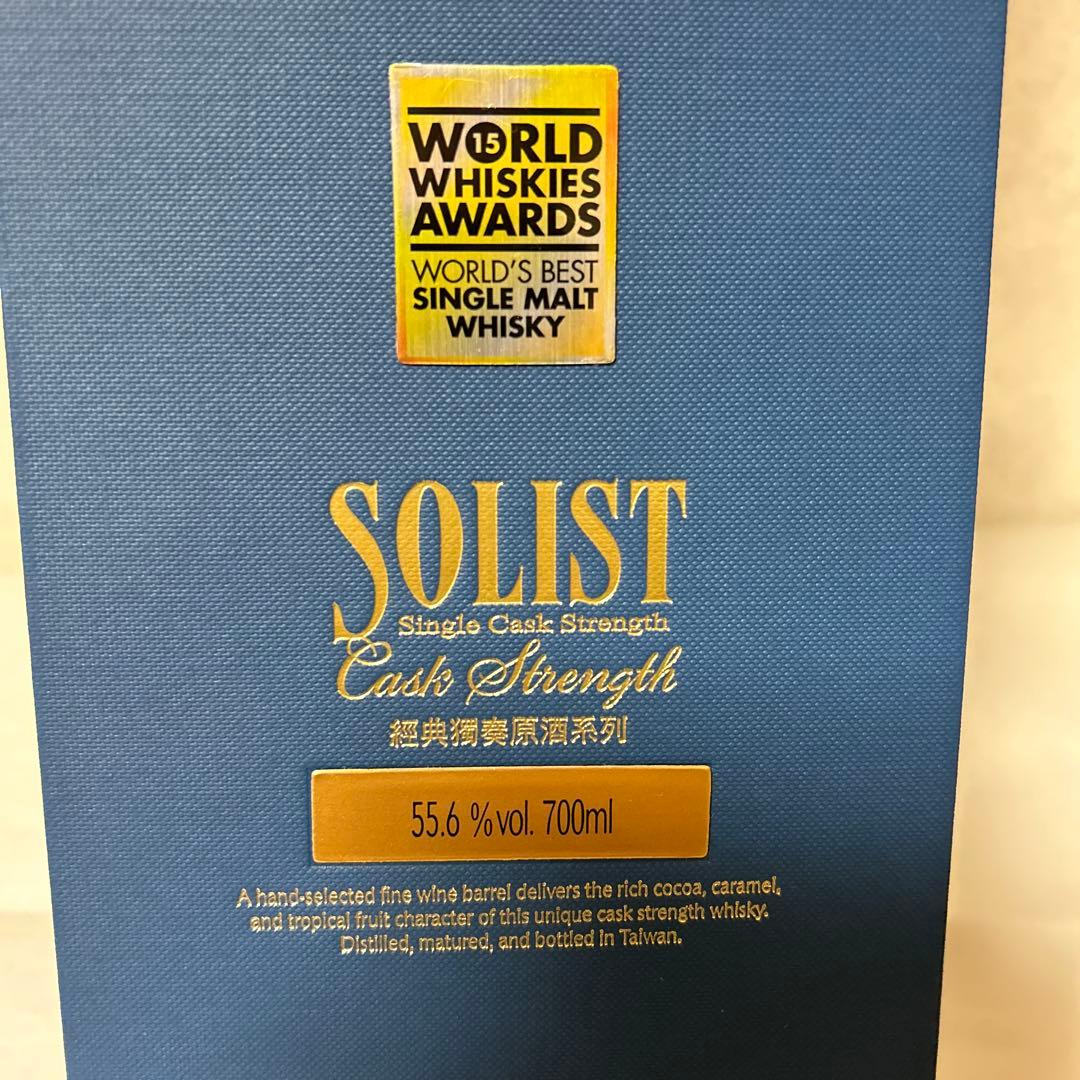 W15RLD
WHISKIES
AWARDS
WORLD'S BEST
SINGLE MALT
WHISKY
SOLIST
Single Cask Strength
Cask Strength
經典獨奏原酒系列
55.6 %vol. 700ml
A hand-selected fine wine barrel delivers the rich cocoa, caramel,
and tropical fruit character of this unique cask strength whisky.
Distilled, matured, and bottled in Taiwan.